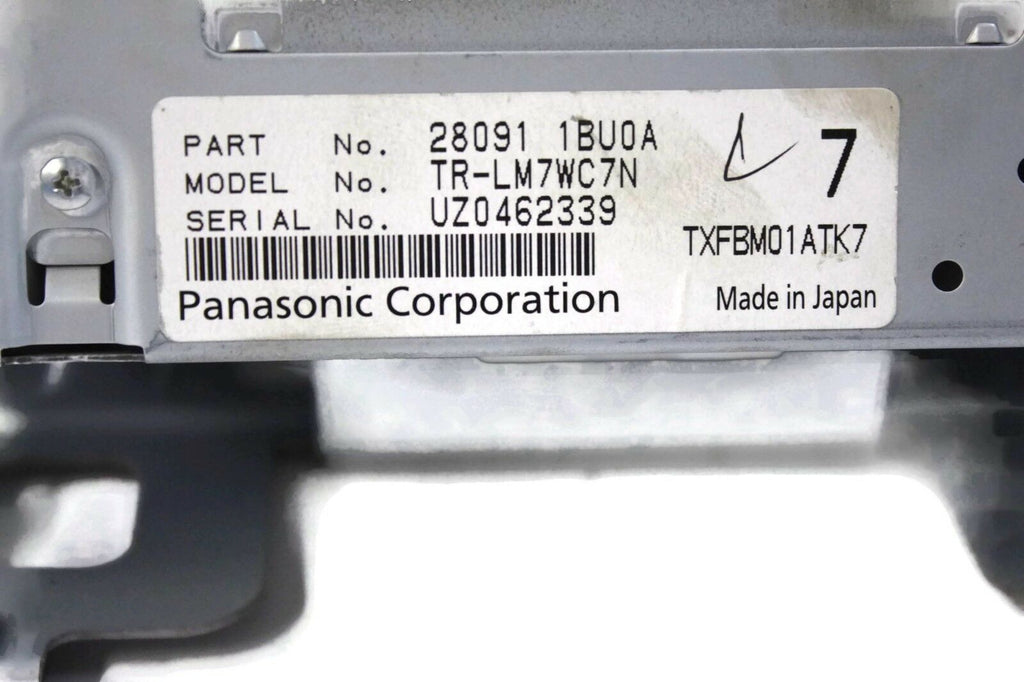 PART No. 28091 1BU0A
MODEL No. TR-LM7WC7N
SERIAL No. UZ0462339
Panasonic Corporation
7
TXFBM01ATK7
Made in Japan